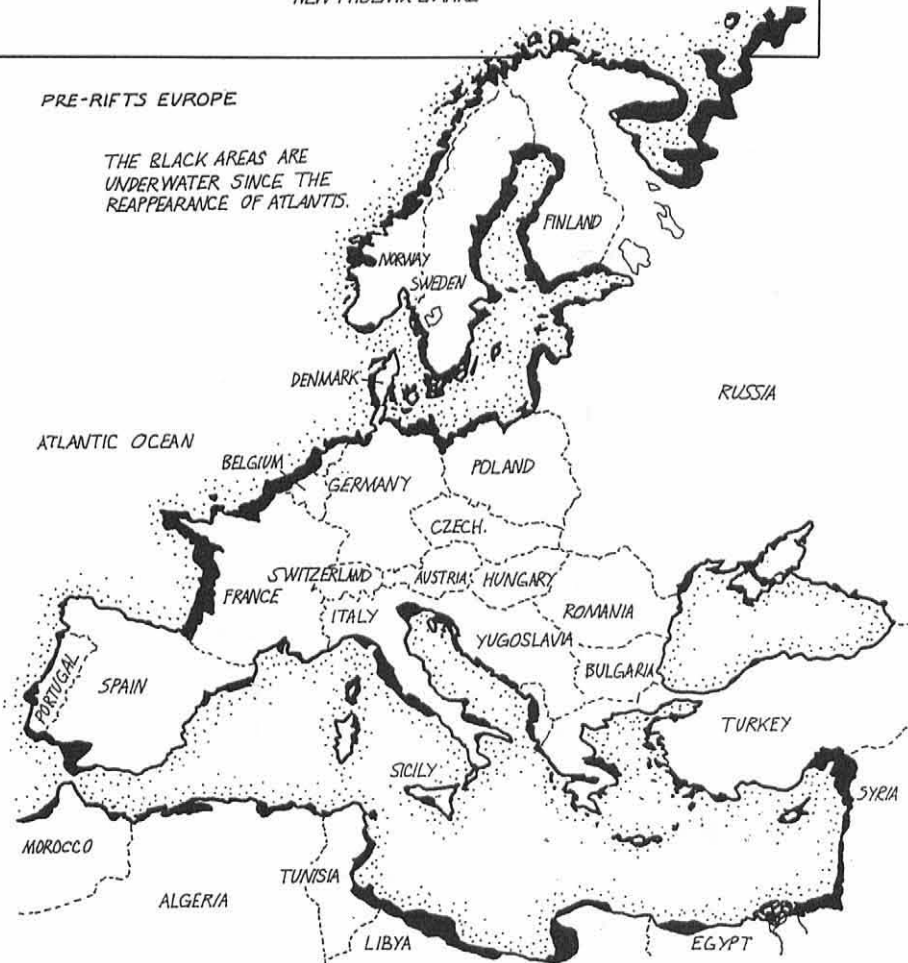 PRE-RIFTS EUROPE
THE BLACK AREAS ARE
UNDERWATER SINCE THE
REAPPEARANCE OF ATLANTIS.
FINLAND
NORWAY
SWEDEN
DENMARK
RUSSIA
ATLANTIC OCEAN
BELGIUM
POLAND
GERMANY
CZECH.
SWITZERLAND
AUSTRIA
HUNGARY
FRANCE
ITALY
ROMANIA
YUGOSLAVIA
BULGARIA
PORTUGAL
SPAIN
TURKEY
SICILY
SYRIA
MOROCCO
TUNISIA
ALGERIA
LIBYA
EGYPT